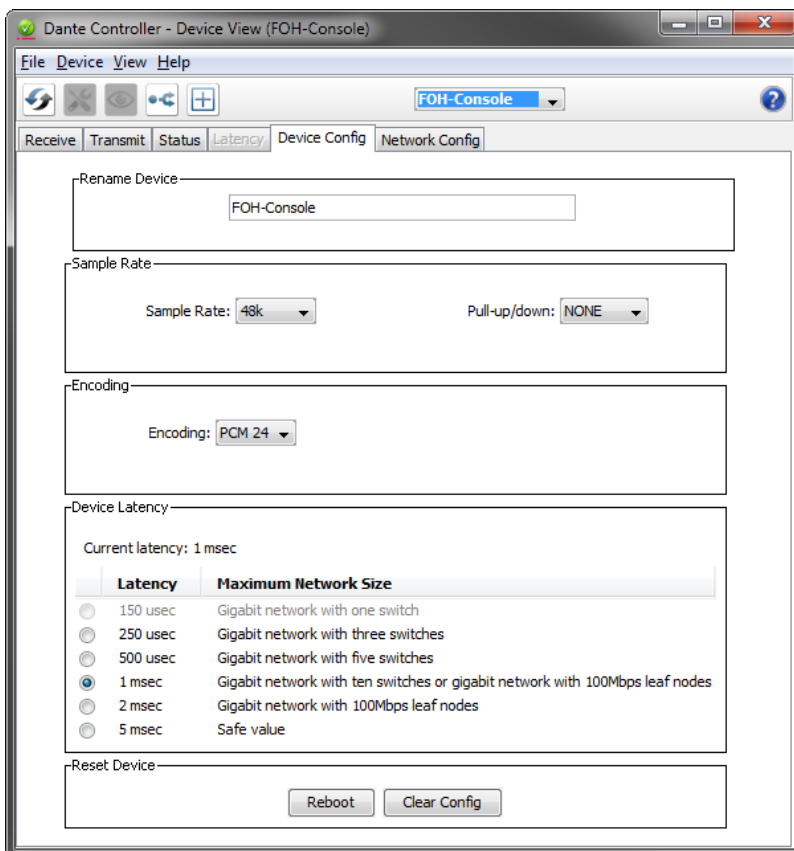 Dante Controller - Device View (FOH-Console)
File Device View Help
FOH-Console
Receive Transmit Status Latency Device Config Network Config
Rename Device
FOH-Console
Sample Rate
Sample Rate: 48k Pull-up/down: NONE
Encoding
Encoding: PCM 24
Device Latency
Current latency: 1 msec
Latency Maximum Network Size
150 usec Gigabit network with one switch
250 usec Gigabit network with three switches
500 usec Gigabit network with five switches
1 msec Gigabit network with ten switches or gigabit network with 100Mbps leaf nodes
2 msec Gigabit network with 100Mbps leaf nodes
5 msec Safe value
Reset Device
Reboot Clear Config